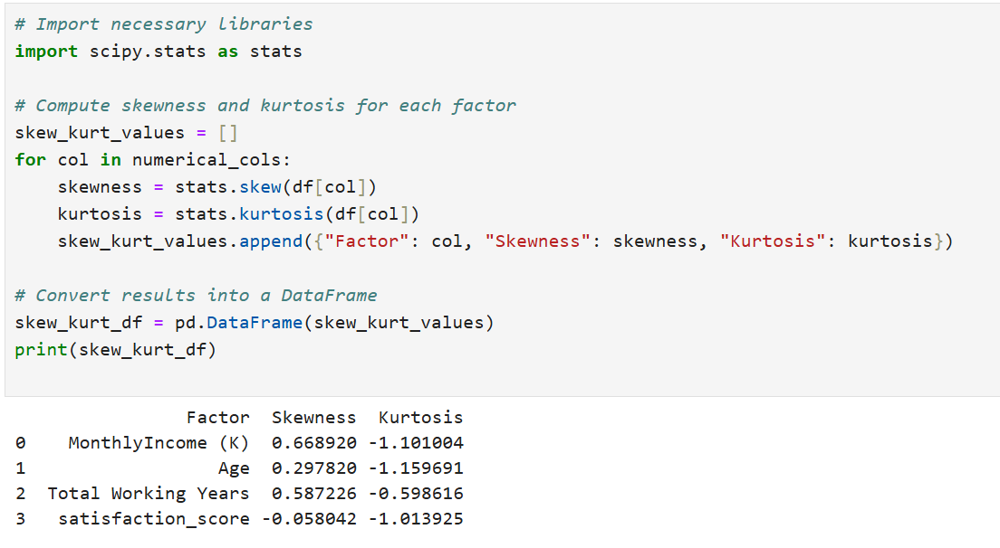 # Import necessary libraries
import scipy.stats as stats

# Compute skewness and kurtosis for each factor
skew_kurt_values = []
for col in numerical_cols:
    skewness = stats.skew(df[col])
    kurtosis = stats.kurtosis(df[col])
    skew_kurt_values.append({"Factor": col, "Skewness": skewness, "Kurtosis": kurtosis})

# Convert results into a DataFrame
skew_kurt_df = pd.DataFrame(skew_kurt_values)
print(skew_kurt_df)

                Factor  Skewness  Kurtosis
0    MonthlyIncome (K)  0.668920 -1.101004
1                  Age  0.297820 -1.159691
2  Total Working Years  0.587226 -0.598616
3   satisfaction_score -0.058042 -1.013925